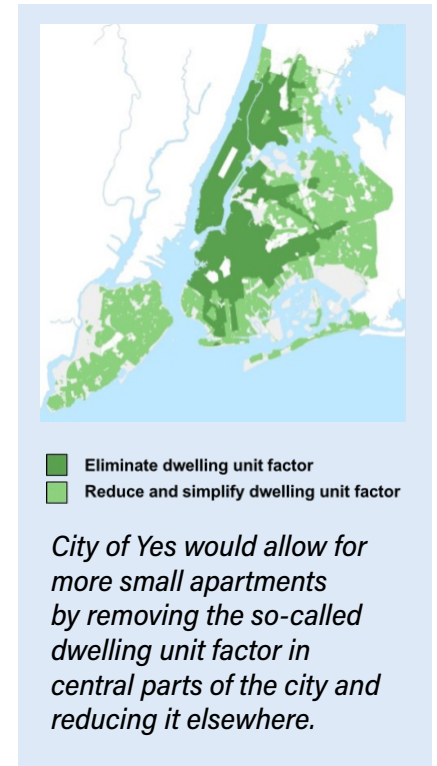 Eliminate dwelling unit factor
Reduce and simplify dwelling unit factor
City of Yes would allow for
more small apartments
by removing the so-called
dwelling unit factor in
central parts of the city and
reducing it elsewhere.